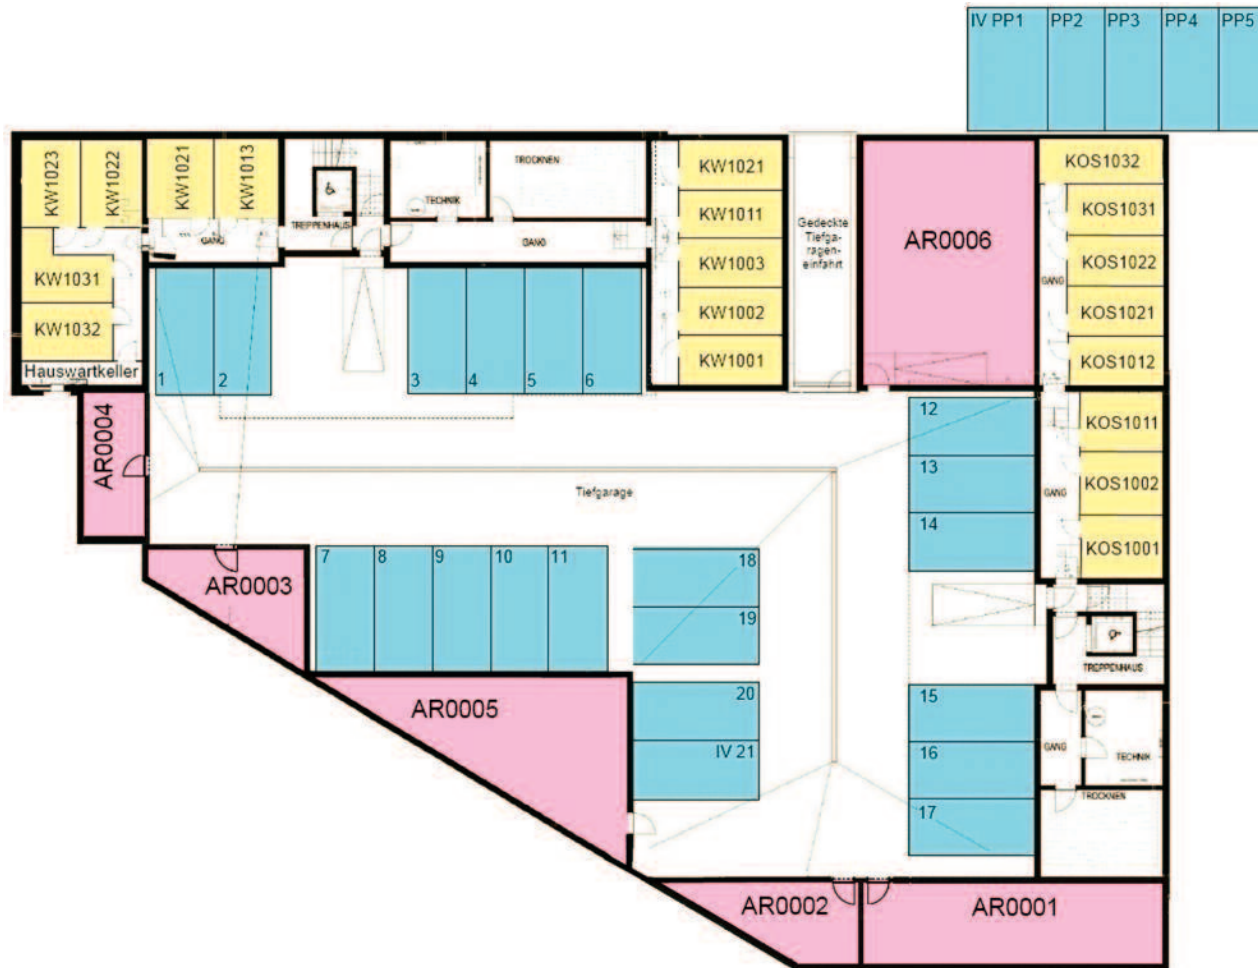 IV PP1 PP2 PP3 PP4 PP5
KW1023
KW1022
KW1021
KW1013
TREPPENHAUS
GANG
TECHNIK
TROCKNEN
GANG
KW1021
KW1011
KW1003
KW1002
KW1001
Gedeckte
Tiefga-
ragen-
einfahrt
AR0006
KOS1032
KOS1031
KOS1022
KOS1021
KOS1012
GANG
KW1031
KW1032
Hauswartkeller
1
2
3
4
5
6
AR0004
12
13
14
KOS1011
KOS1002
KOS1001
GANG
Tiefgarage
AR0003
7
8
9
10
11
18
19
20
IV 21
TREPPENHAUS
AR0005
15
16
17
GANG
TECHNIK
TROCKNEN
AR0002
AR0001